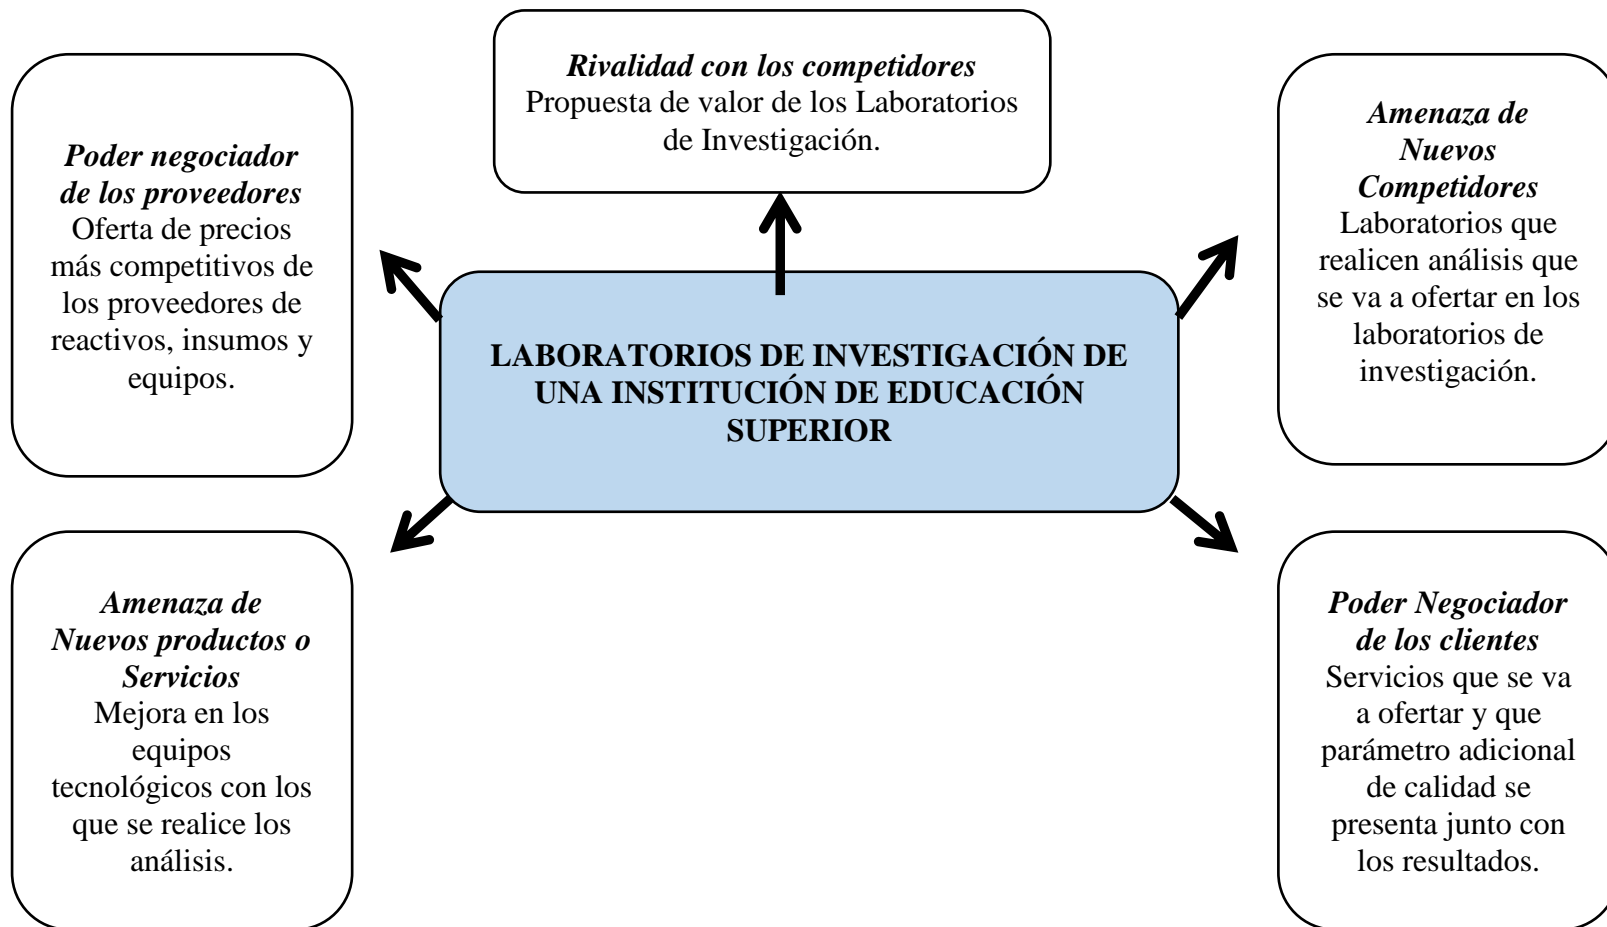 Rivalidad con los competidores
Propuesta de valor de los Laboratorios
de Investigación.
Poder negociador
de los proveedores
Oferta de precios
más competitivos de
los proveedores de
reactivos, insumos y
equipos.
Amenaza de
Nuevos
Competidores
Laboratorios que
realicen análisis que
se va a ofertar en los
laboratorios de
investigación.
LABORATORIOS DE INVESTIGACIÓN DE
UNA INSTITUCIÓN DE EDUCACIÓN
SUPERIOR
Amenaza de
Nuevos productos o
Servicios
Mejora en los
equipos
tecnológicos con los
que se realice los
análisis.
Poder Negociador
de los clientes
Servicios que se va
a ofertar y que
parámetro adicional
de calidad se
presenta junto con
los resultados.